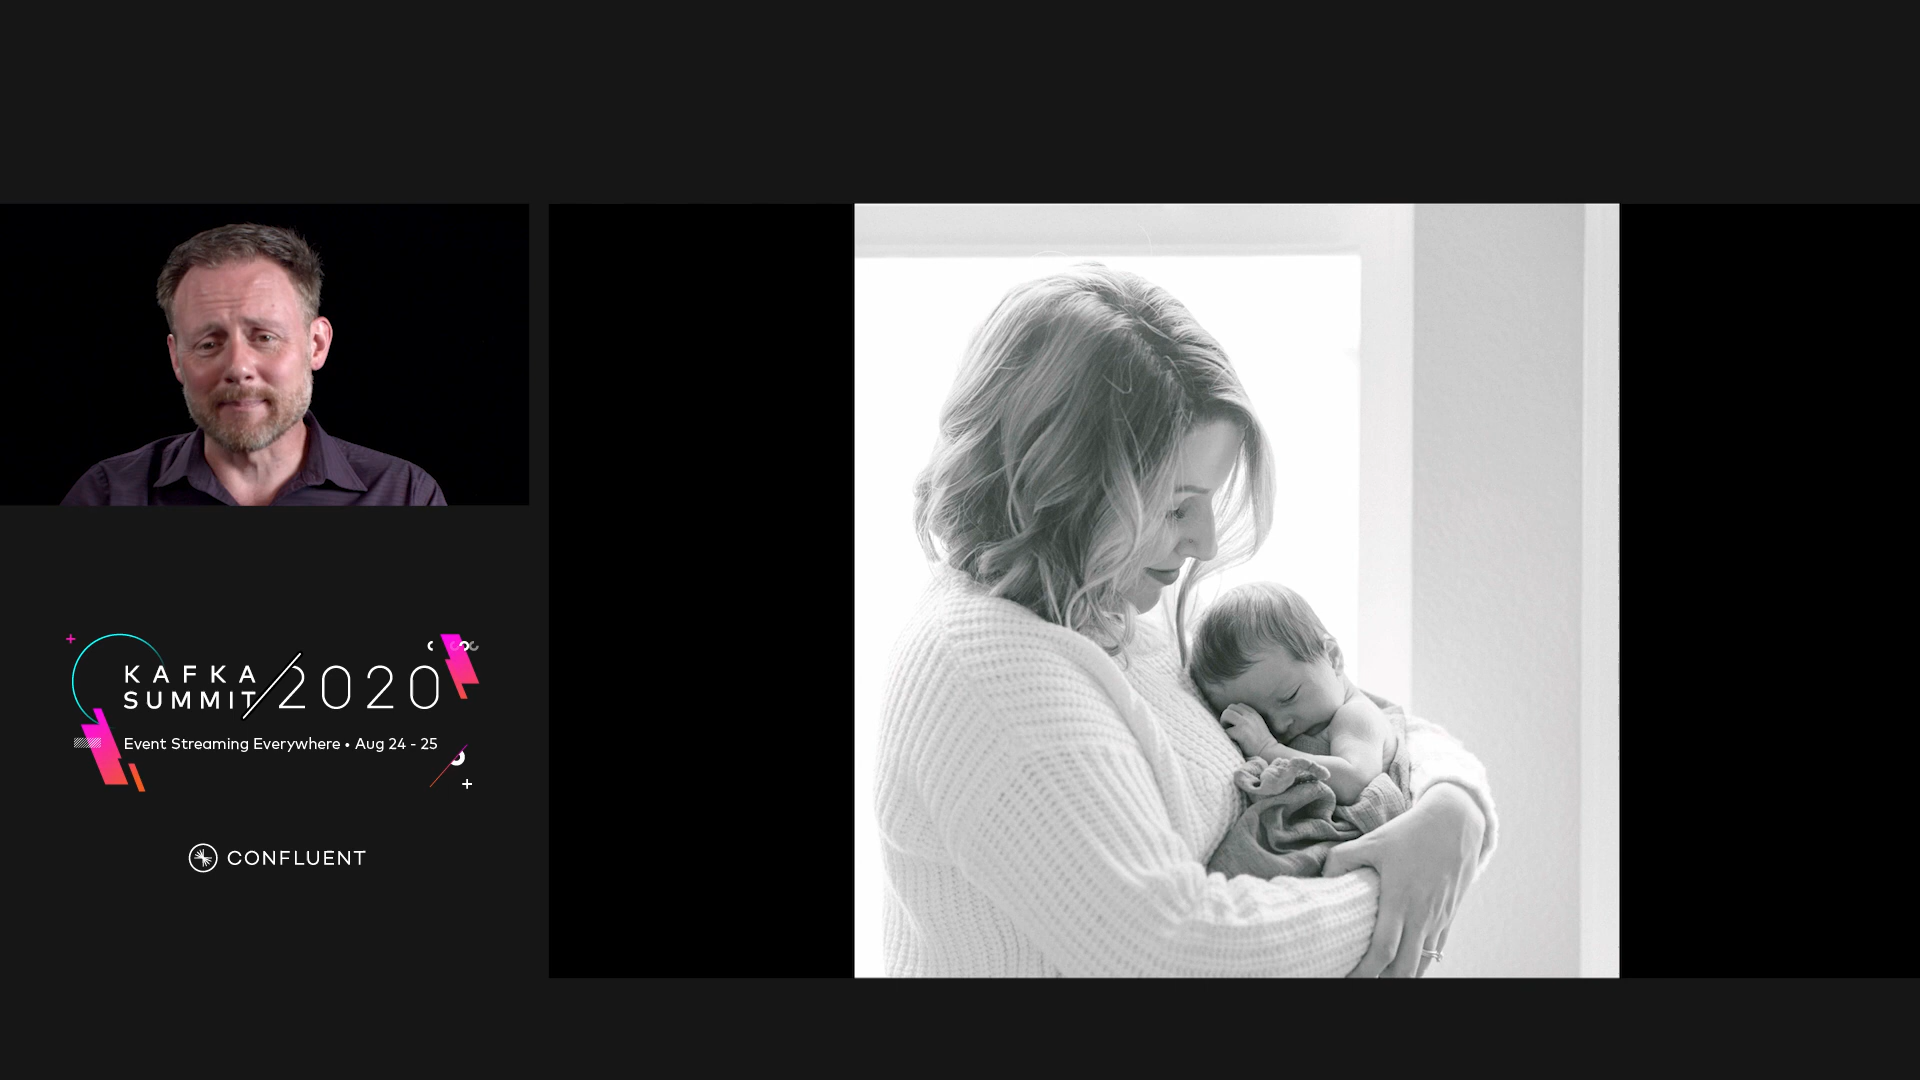 KAFKA
SUMMIT
2020
Event Streaming Everywhere • Aug 24 - 25
CONFLUENT